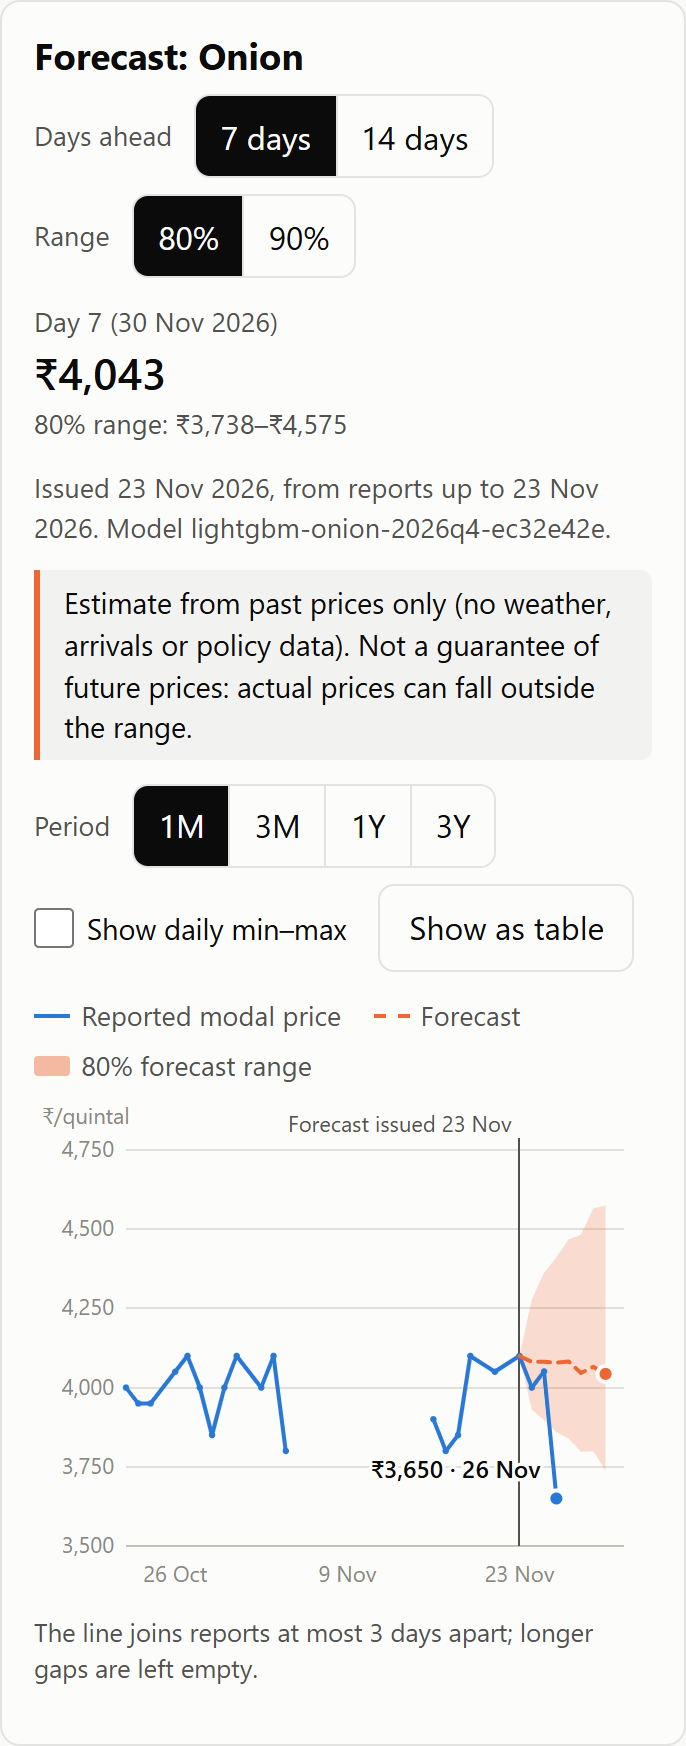 Forecast: Onion
Days ahead
7 days
14 days
Range
80%
90%
Day 7 (30 Nov 2026)
₹4,043
80% range: ₹3,738–₹4,575
Issued 23 Nov 2026, from reports up to 23 Nov
2026. Model lightgbm-onion-2026q4-ec32e42e.
Estimate from past prices only (no weather,
arrivals or policy data). Not a guarantee of
future prices: actual prices can fall outside
the range.
Period
1M
3M
1Y
3Y
Show daily min–max
Show as table
Reported modal price
Forecast
80% forecast range
₹/quintal
Forecast issued 23 Nov
4,750
4,500
4,250
4,000
3,750
₹3,650 · 26 Nov
3,500
26 Oct
9 Nov
23 Nov
The line joins reports at most 3 days apart; longer
gaps are left empty.